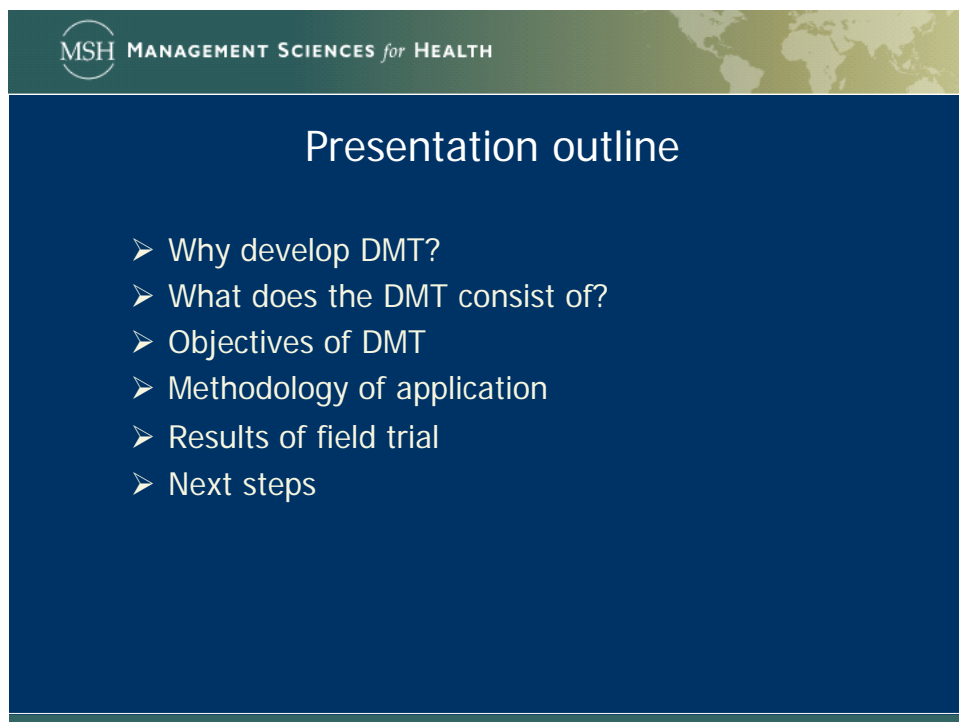 MSH MANAGEMENT SCIENCES for HEALTH
Presentation outline
➢ Why develop DMT?
➢ What does the DMT consist of?
➢ Objectives of DMT
➢ Methodology of application
➢ Results of field trial
➢ Next steps